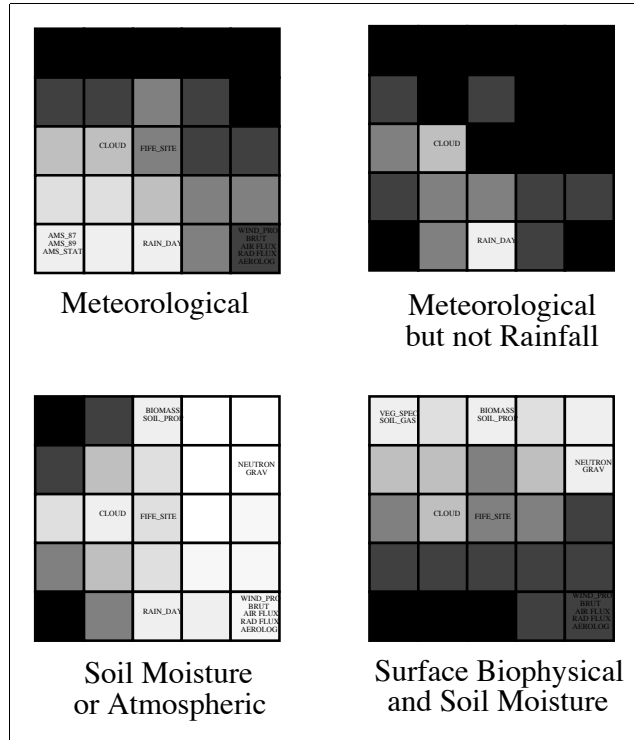 CLOUD
FIFE_SITE
AMS_87
AMS_89
AMS_STAT
RAIN_DAY
WIND_PRO
BRUT
AIR FLUX
RAD FLUX
AEROLOG
Meteorological
CLOUD
RAIN_DAY
Meteorological
but not Rainfall
BIOMASS
SOIL_PROP
NEUTRON
GRAV
CLOUD
FIFE_SITE
RAIN_DAY
WIND_PRO
BRUT
AIR FLUX
RAD FLUX
AEROLOG
Soil Moisture
or Atmospheric
VEG_SPEC
SOIL_GAS
BIOMASS
SOIL_PROP
NEUTRON
GRAV
CLOUD
FIFE_SITE
WIND_PRO
BRUT
AIR FLUX
RAD FLUX
AEROLOG
Surface Biophysical
and Soil Moisture